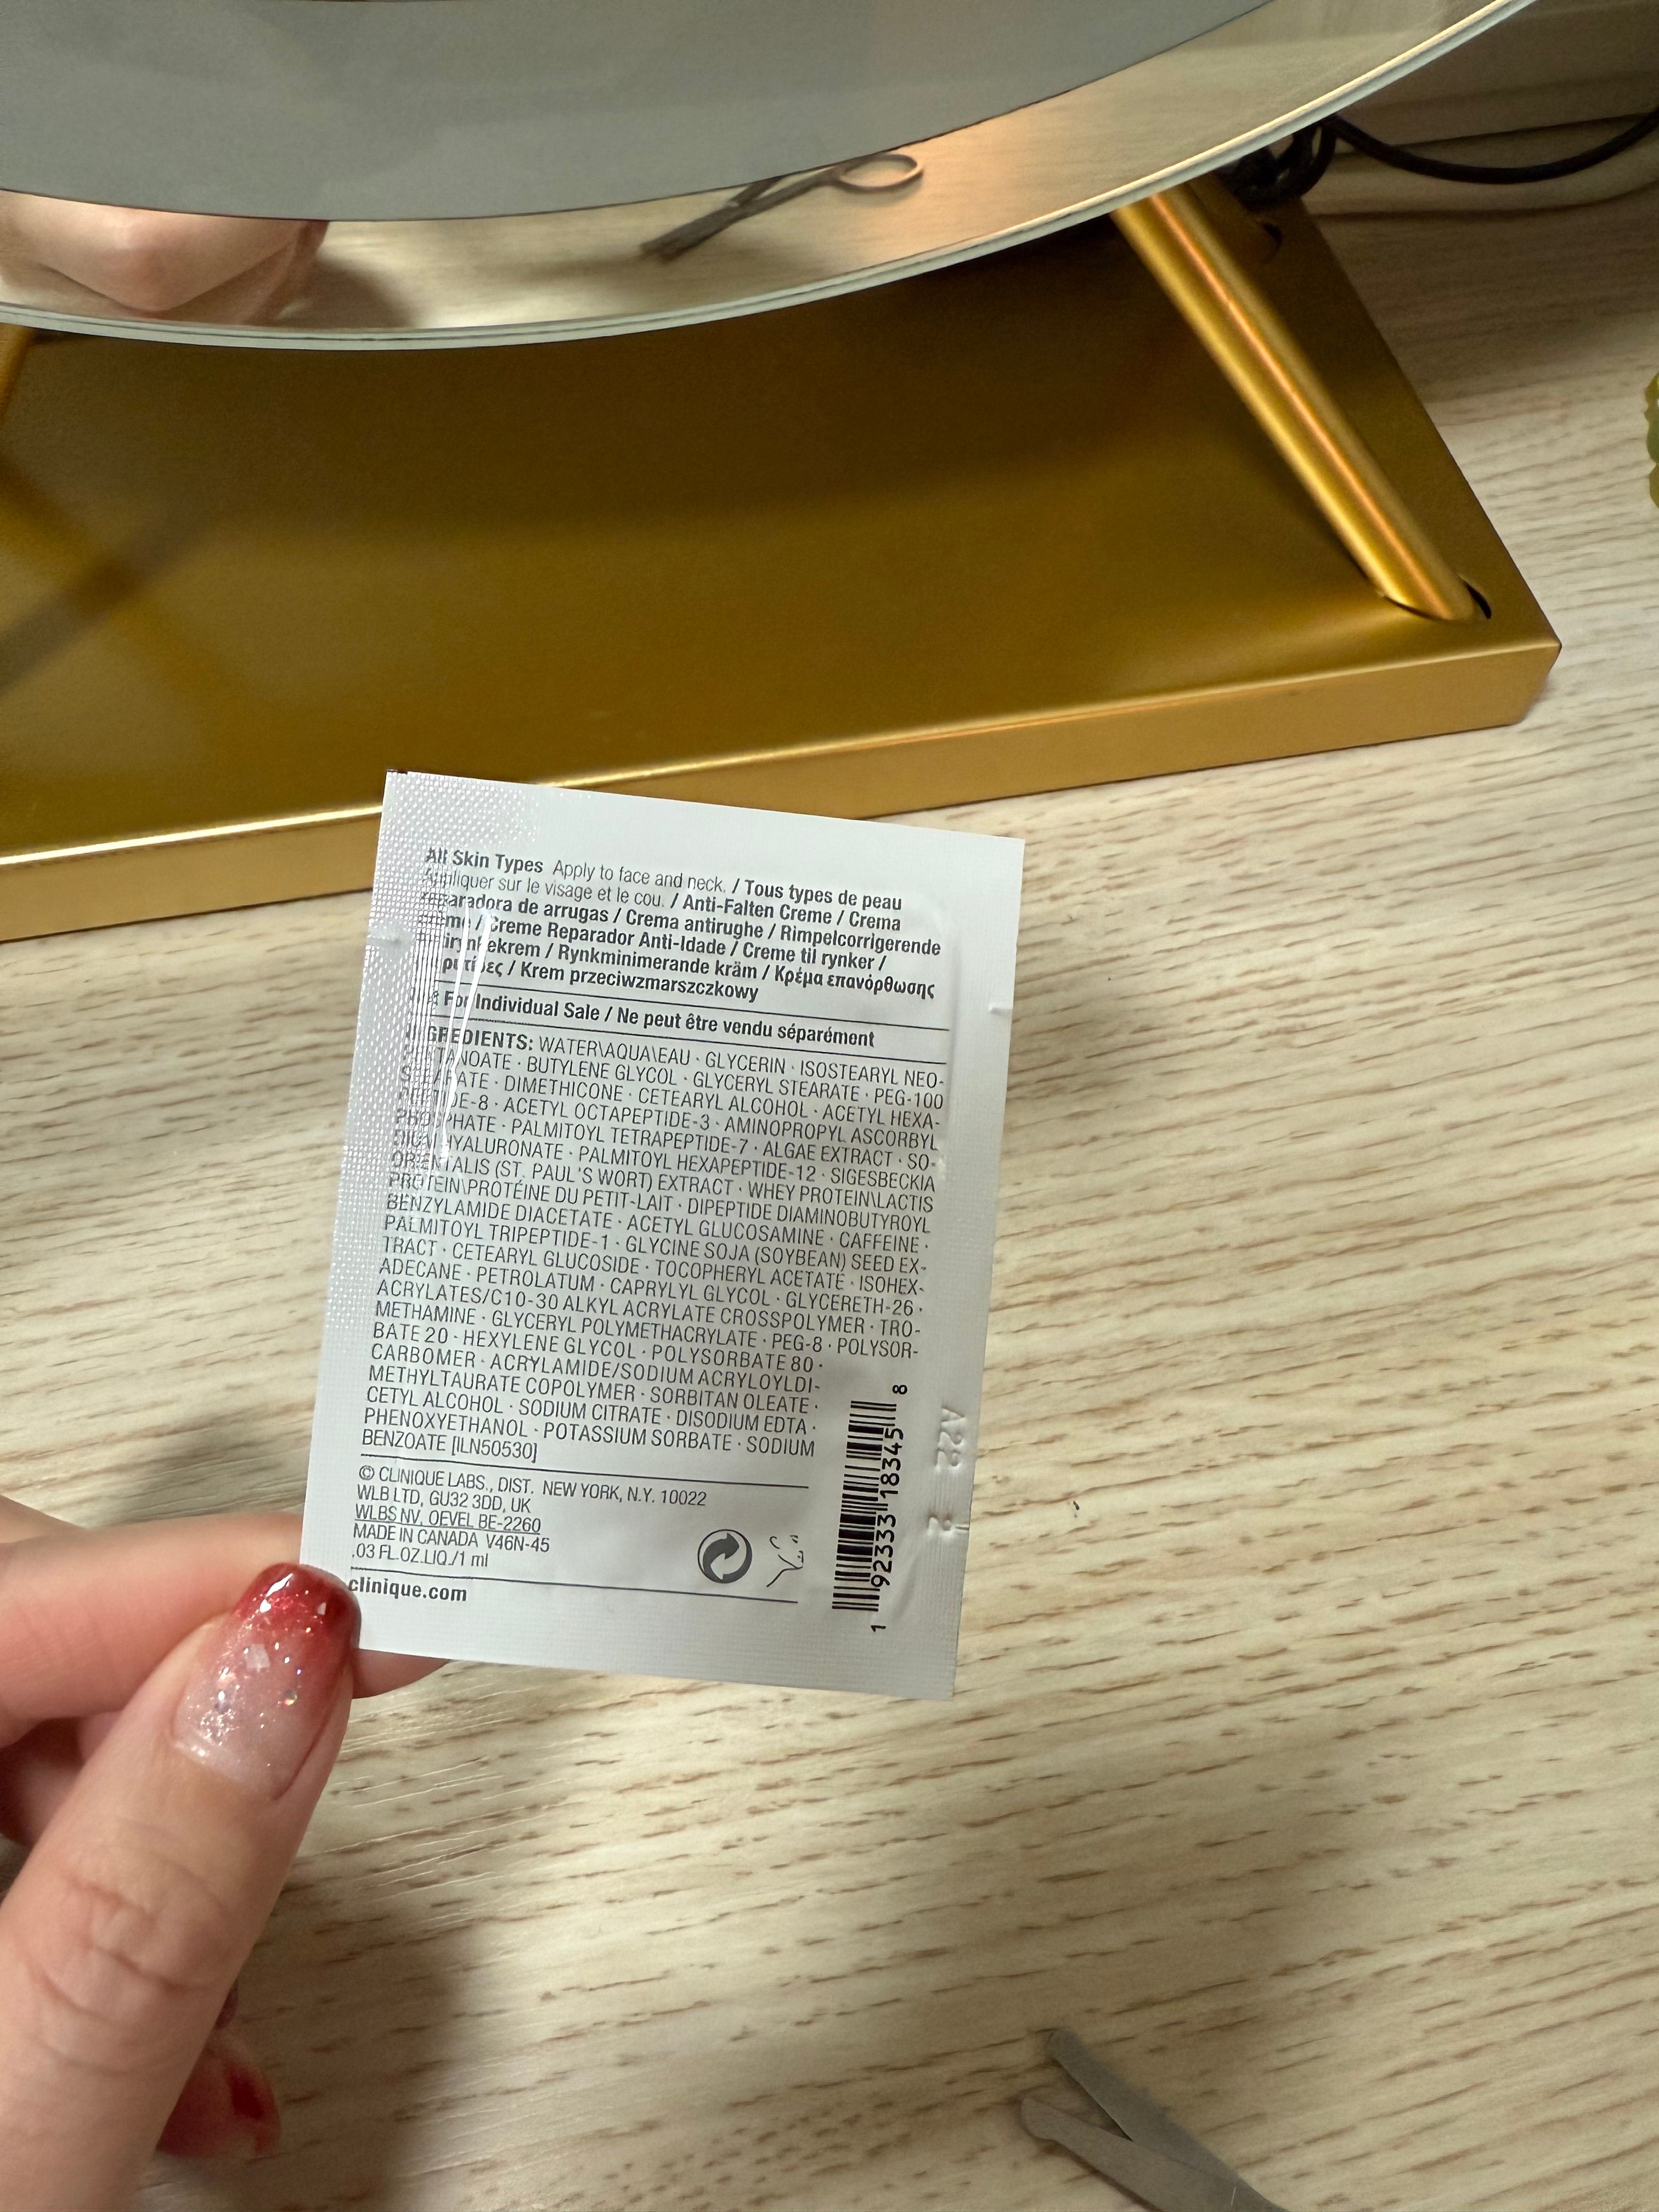 All Skin Types Apply to face and neck. / Tous types de peau
Appliquer sur le visage et le cou. / Anti-Falten Creme / Crema
de arrugas / Crema antirughe / Rimpelcorrigerende
/ Creme Reparador Anti-Idade / Creme til rynker /
/ Rynkminimerande kräm / Κρέμα επανόρθωσης
/ Krem przeciwzmarszczkowy
For Individual Sale / Ne peut être vendu séparément
INGREDIENTS: WATER\AQUA\EAU · GLYCERIN · ISOSTEARYL NEO-
· BUTYLENE GLYCOL · GLYCERYL STEARATE · PEG-100
· DIMETHICONE · CETEARYL ALCOHOL · ACETYL HEXA-
· ACETYL OCTAPEPTIDE-3 · AMINOPROPYL ASCORBYL
PHOSPHATE · PALMITOYL TETRAPEPTIDE-7 · ALGAE EXTRACT · SO-
DIUM HYALURONATE · PALMITOYL HEXAPEPTIDE-12 · SIGESBECKIA
ORIENTALIS (ST. PAUL'S WORT) EXTRACT · WHEY PROTEIN\LACTIS
PROTEIN\PROTÉINE DU PETIT-LAIT · DIPEPTIDE DIAMINOBUTYROYL
BENZYLAMIDE DIACETATE · ACETYL GLUCOSAMINE · CAFFEINE ·
PALMITOYL TRIPEPTIDE-1 · GLYCINE SOJA (SOYBEAN) SEED EX-
TRACT · CETEARYL GLUCOSIDE · TOCOPHERYL ACETATE · ISOHEX-
ADECANE · PETROLATUM · CAPRYLYL GLYCOL · GLYCERETH-26 ·
ACRYLATES/C10-30 ALKYL ACRYLATE CROSSPOLYMER · TRO-
METHAMINE · GLYCERYL POLYMETHACRYLATE · PEG-8 · POLYSOR-
BATE 20 · HEXYLENE GLYCOL · POLYSORBATE 80 ·
CARBOMER · ACRYLAMIDE/SODIUM ACRYLOYLDI-
METHYLTAURATE COPOLYMER · SORBITAN OLEATE ·
CETYL ALCOHOL · SODIUM CITRATE · DISODIUM EDTA ·
PHENOXYETHANOL · POTASSIUM SORBATE · SODIUM
BENZOATE [ILN50530]
© CLINIQUE LABS., DIST. NEW YORK, N.Y. 10022
WLB LTD, GU32 3DD, UK
WLBS NV, OEVEL BE-2260
MADE IN CANADA V46N-45
.03 FL.OZ.LIQ./1 ml
clinique.com
1 92333 18345 8
A22 2